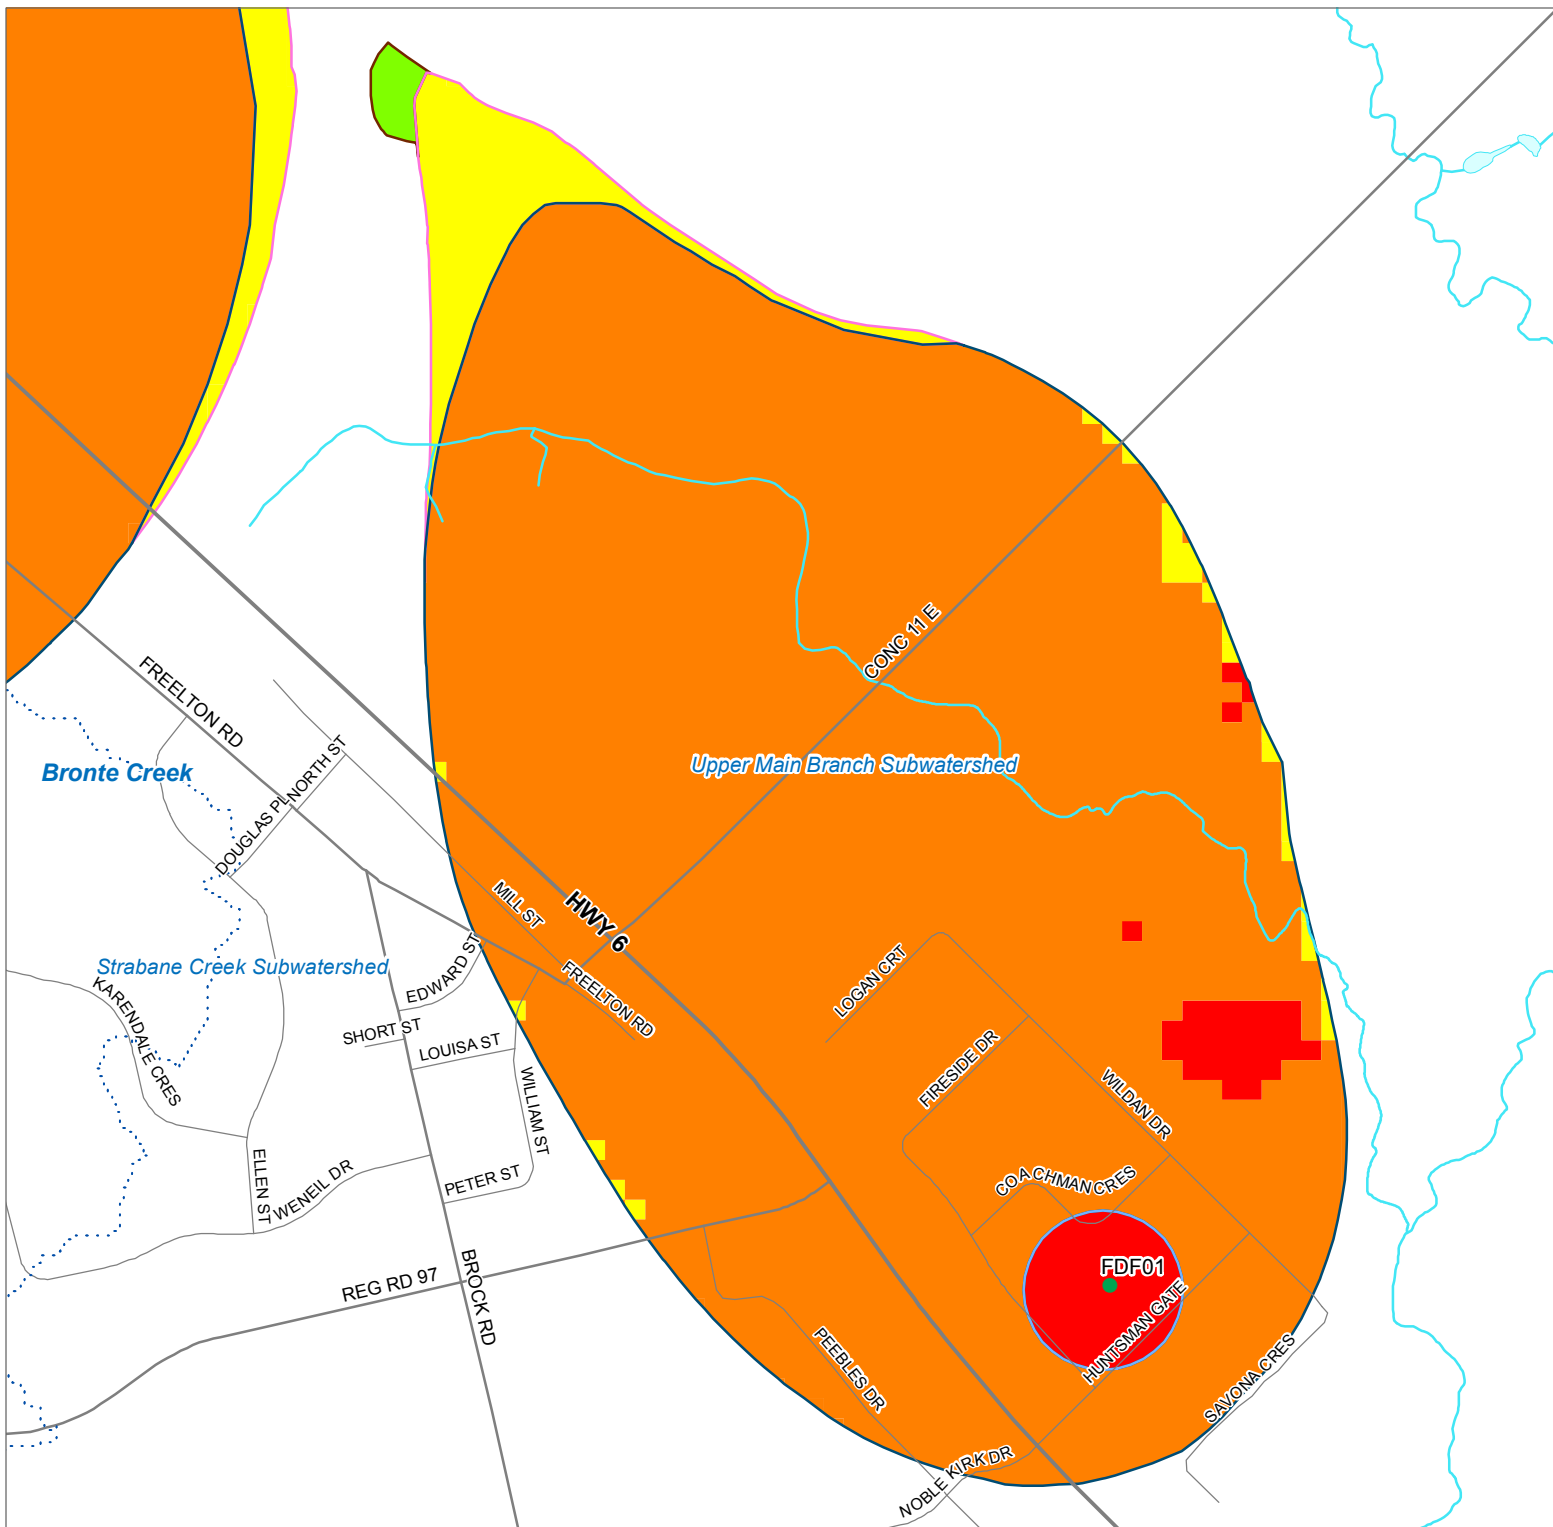 CONC 11 E
FREELTON RD
Bronte Creek
Upper Main Branch Subwatershed
NORTH ST
DOUGLAS PL
MILL ST
HWY 6
Strabane Creek Subwatershed
EDWARD ST
FREELTON RD
LOGAN CRT
KARENDALE CRES
SHORT ST
LOUISA ST
FIRESIDE DR
WILDAN DR
WILLIAM ST
ELLEN ST
WENEIL DR
PETER ST
COACHMAN CRES
FDF01
REG RD 97
BROCK RD
HUNTSMAN GATE
PEEBLES DR
SAVONA CRES
NOBLE KIRK DR